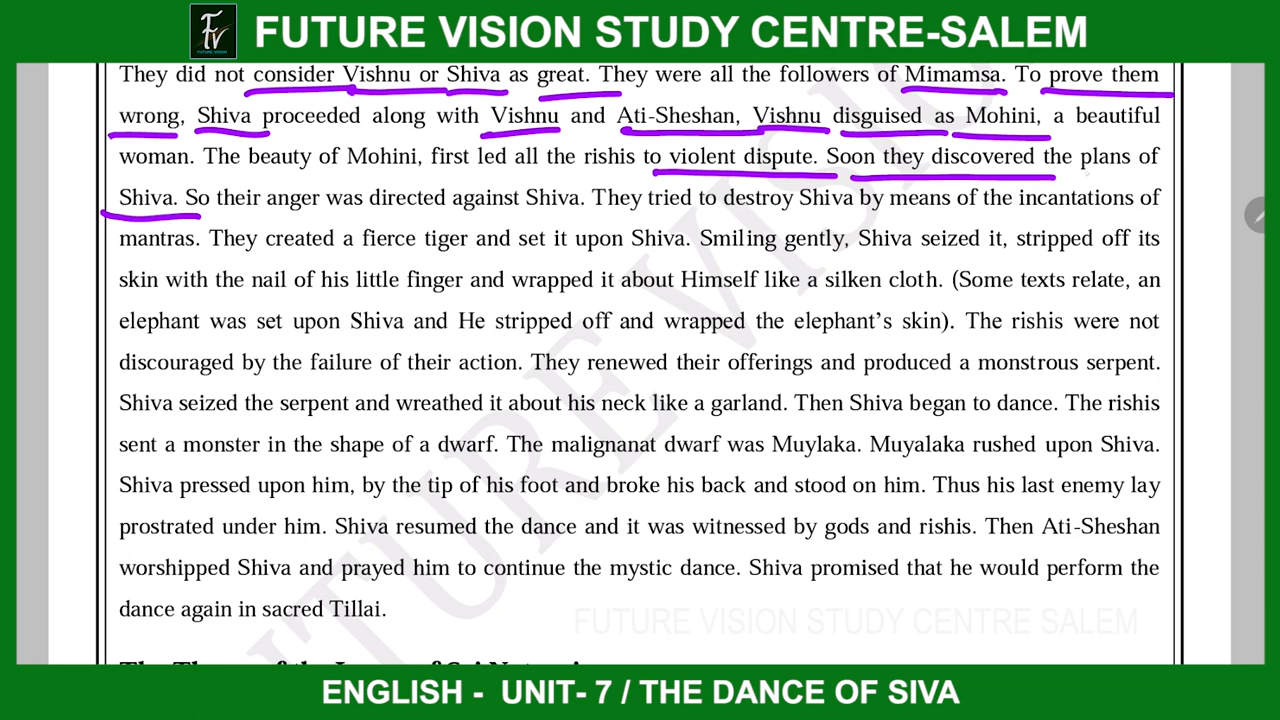 FUTURE VISION STUDY CENTRE-SALEM
They did not consider Vishnu or Shiva as great. They were all the followers of Mimamsa. To prove them
wrong, Shiva proceeded along with Vishnu and Ati-Sheshan, Vishnu disguised as Mohini, a beautiful
woman. The beauty of Mohini, first led all the rishis to violent dispute. Soon they discovered the plans of
Shiva. So their anger was directed against Shiva. They tried to destroy Shiva by means of the incantations of
mantras. They created a fierce tiger and set it upon Shiva. Smiling gently, Shiva seized it, stripped off its
skin with the nail of his little finger and wrapped it about Himself like a silken cloth. (Some texts relate, an
elephant was set upon Shiva and He stripped off and wrapped the elephant's skin). The rishis were not
discouraged by the failure of their action. They renewed their offerings and produced a monstrous serpent.
Shiva seized the serpent and wreathed it about his neck like a garland. Then Shiva began to dance. The rishis
sent a monster in the shape of a dwarf. The malignanat dwarf was Muylaka. Muyalaka rushed upon Shiva.
Shiva pressed upon him, by the tip of his foot and broke his back and stood on him. Thus his last enemy lay
prostrated under him. Shiva resumed the dance and it was witnessed by gods and rishis. Then Ati-Sheshan
worshipped Shiva and prayed him to continue the mystic dance. Shiva promised that he would perform the
dance again in sacred Tillai.
FUTURE VISION STUDY CENTRE SALEM
ENGLISH - UNIT- 7 / THE DANCE OF SIVA